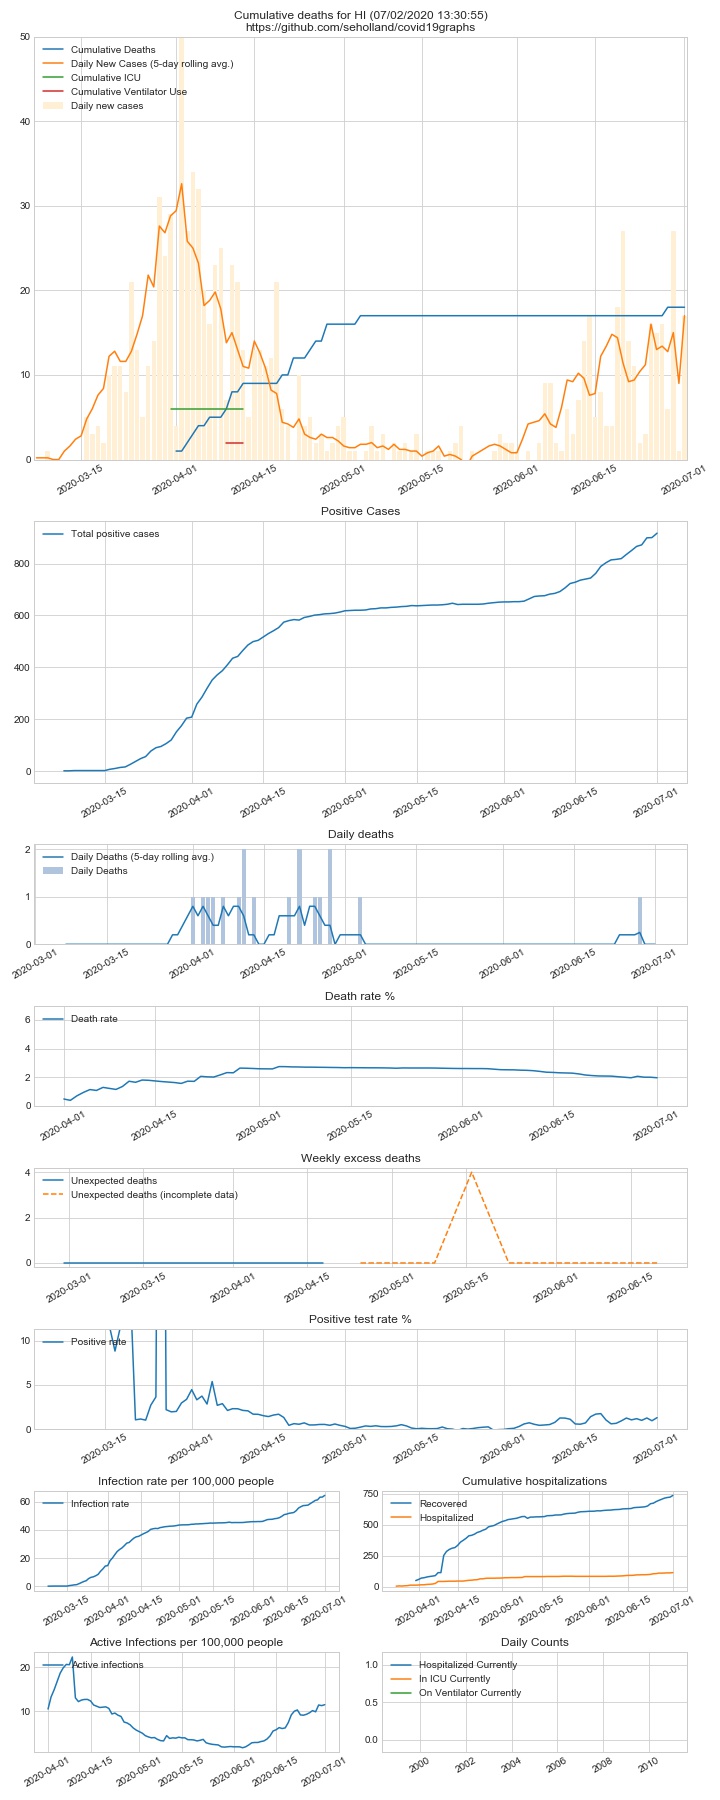 Cumulative deaths for HI (07/02/2020 13:30:55)
https://github.com/seholland/covid19graphs
50
Cumulative Deaths
Daily New Cases (5-day rolling avg.)
Cumulative ICU
Cumulative Ventilator Use
Daily new cases
40
30
20
10
0
2020-03-15 2020-04-01 2020-04-15 2020-05-01 2020-05-15 2020-06-01 2020-06-15 2020-07-01
Positive Cases
Total positive cases
800
600
400
200
0
2020-03-15 2020-04-01 2020-04-15 2020-05-01 2020-05-15 2020-06-01 2020-06-15 2020-07-01
Daily deaths
2
Daily Deaths (5-day rolling avg.)
Daily Deaths
1
0
2020-03-01 2020-03-15 2020-04-01 2020-04-15 2020-05-01 2020-05-15 2020-06-01 2020-06-15 2020-07-01
Death rate %
6
Death rate
4
2
0
2020-04-01 2020-04-15 2020-05-01 2020-05-15 2020-06-01 2020-06-15 2020-07-01
Weekly excess deaths
4
Unexpected deaths
Unexpected deaths (incomplete data)
2
0
2020-03-01 2020-03-15 2020-04-01 2020-04-15 2020-05-01 2020-05-15 2020-06-01 2020-06-15
Positive test rate %
10
Positive rate
5
0
2020-03-15 2020-04-01 2020-04-15 2020-05-01 2020-05-15 2020-06-01 2020-06-15 2020-07-01
Infection rate per 100,000 people
60
Infection rate
40
20
0
2020-03-15 2020-04-01 2020-04-15 2020-05-01 2020-05-15 2020-06-01 2020-06-15 2020-07-01
Cumulative hospitalizations
750
Recovered
Hospitalized
500
250
0
2020-04-01 2020-04-15 2020-05-01 2020-05-15 2020-06-01 2020-06-15 2020-07-01
Active Infections per 100,000 people
Active infections
20
10
2020-04-01 2020-04-15 2020-05-01 2020-05-15 2020-06-01 2020-06-15 2020-07-01
Daily Counts
1.0
Hospitalized Currently
In ICU Currently
On Ventilator Currently
0.5
0.0
2000 2002 2004 2006 2008 2010